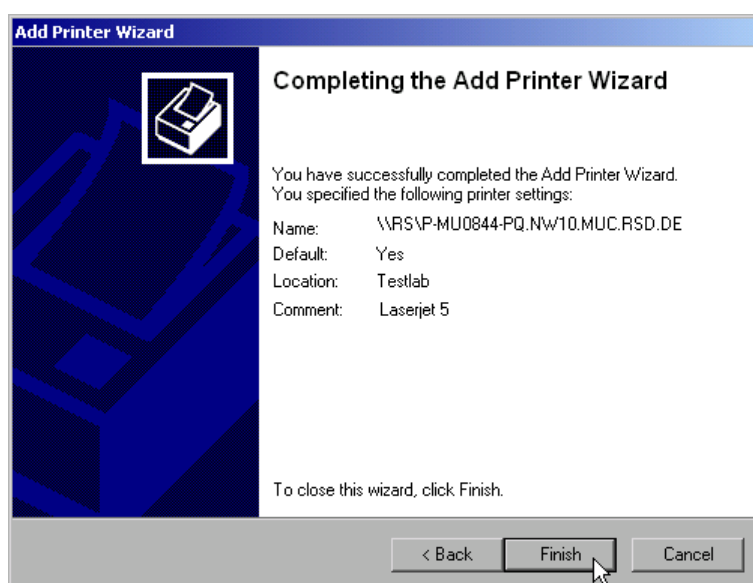 Add Printer Wizard
Completing the Add Printer Wizard
You have successfully completed the Add Printer Wizard.
You specified the following printer settings:
Name: \\RS\P-MU0844-PQ.NW10.MUC.RSD.DE
Default: Yes
Location: Testlab
Comment: Laserjet 5
To close this wizard, click Finish.
< Back Finish Cancel